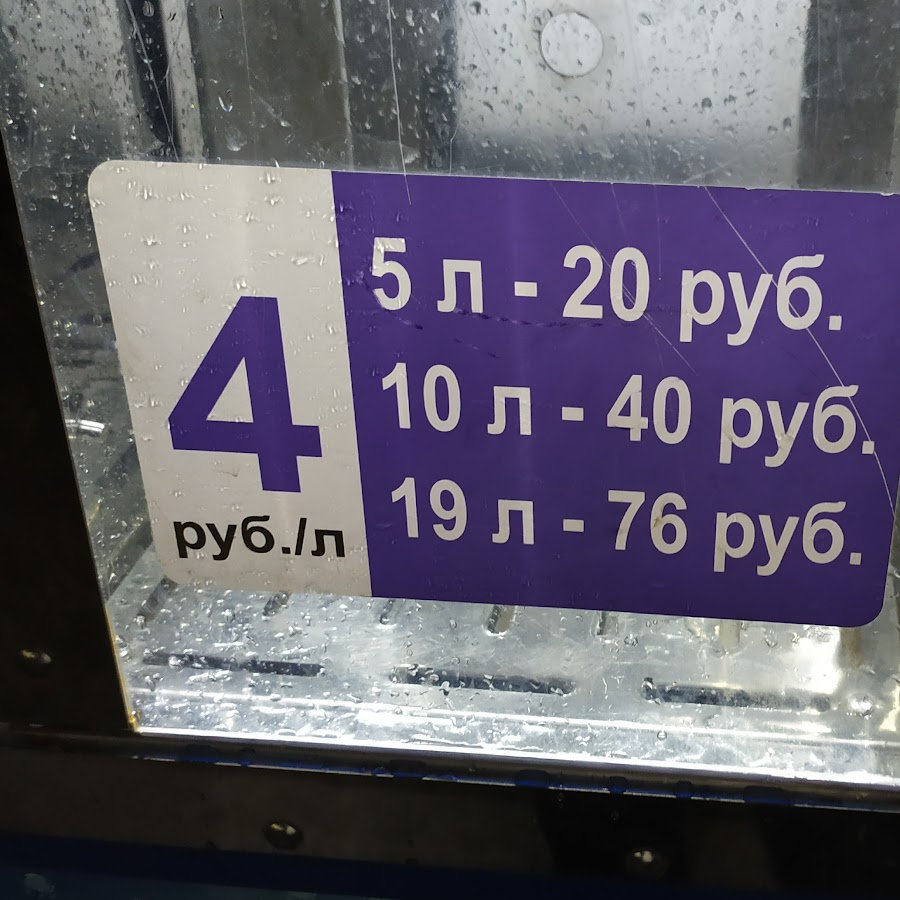 4
руб./л
5 л - 20 руб.
10 л - 40 руб.
19 л - 76 руб.